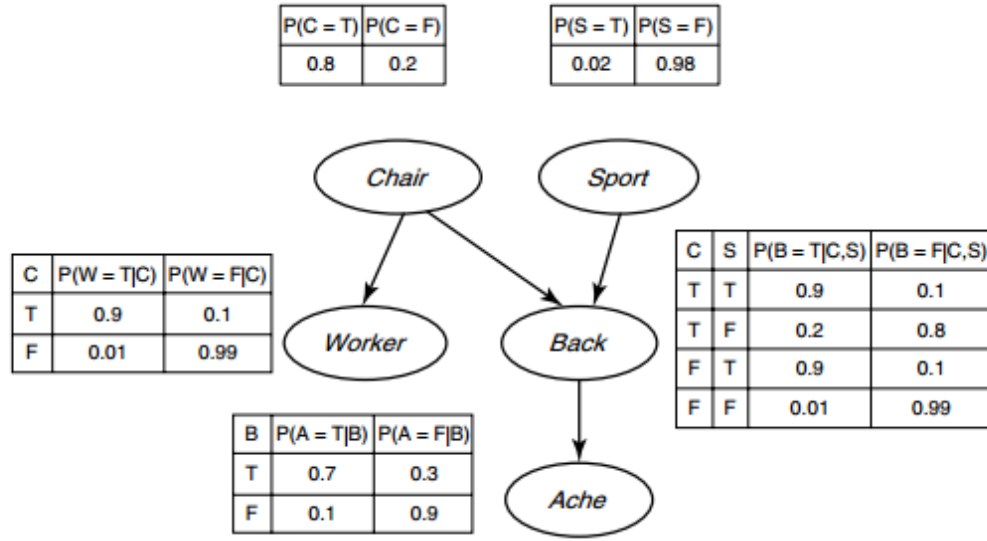 P(C = T) P(C = F)
0.8 0.2
P(S = T) P(S = F)
0.02 0.98
Chair
Sport
C P(W = T|C) P(W = F|C)
T 0.9 0.1
F 0.01 0.99
Worker
Back
C S P(B = T|C,S) P(B = F|C,S)
T T 0.9 0.1
T F 0.2 0.8
F T 0.9 0.1
F F 0.01 0.99
B P(A = T|B) P(A = F|B)
T 0.7 0.3
F 0.1 0.9
Ache